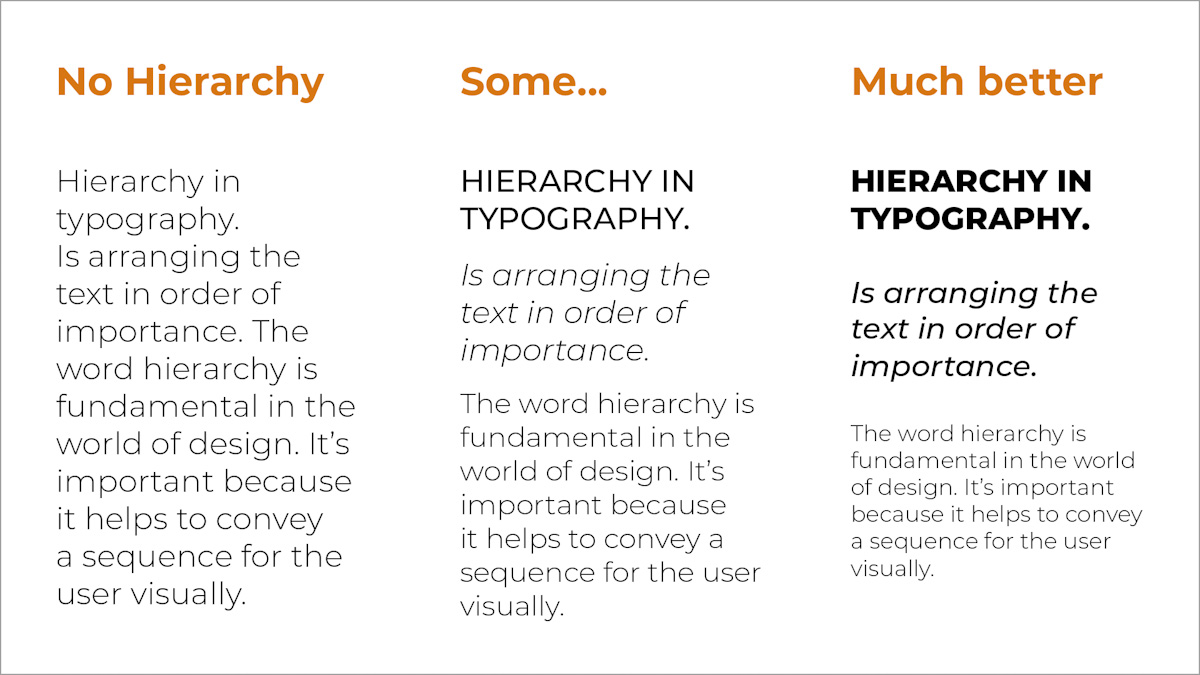 No Hierarchy
Hierarchy in
typography.
Is arranging the
text in order of
importance. The
word hierarchy is
fundamental in the
world of design. It’s
important because
it helps to convey
a sequence for the
user visually.
Some...
HIERARCHY IN
TYPOGRAPHY.
Is arranging the
text in order of
importance.
The word hierarchy is
fundamental in the
world of design. It’s
important because
it helps to convey a
sequence for the user
visually.
Much better
HIERARCHY IN
TYPOGRAPHY.
Is arranging the
text in order of
importance.
The word hierarchy is
fundamental in the world
of design. It’s important
because it helps to convey
a sequence for the user
visually.